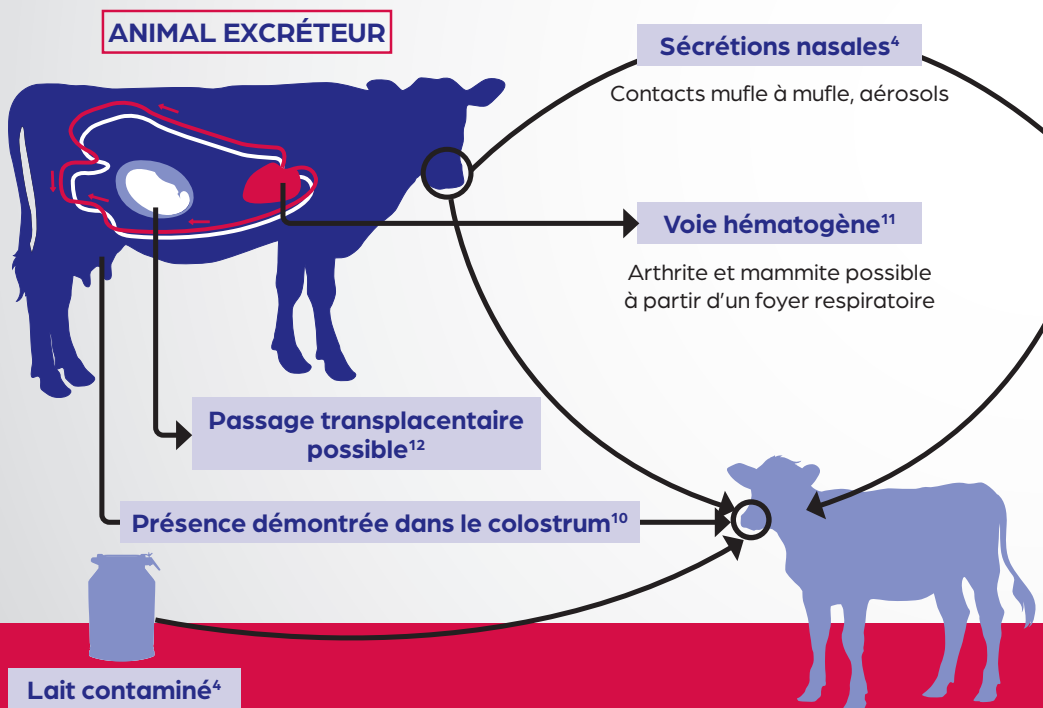 ANIMAL EXCRÉTEUR
Sécrétions nasales⁴
Contacts mufle à mufle, aérosols
Voie hématogène¹¹
Arthrite et mammite possible
à partir d'un foyer respiratoire
Passage transplacentaire
possible¹²
Présence démontrée dans le colostrum¹⁰
Lait contaminé⁴